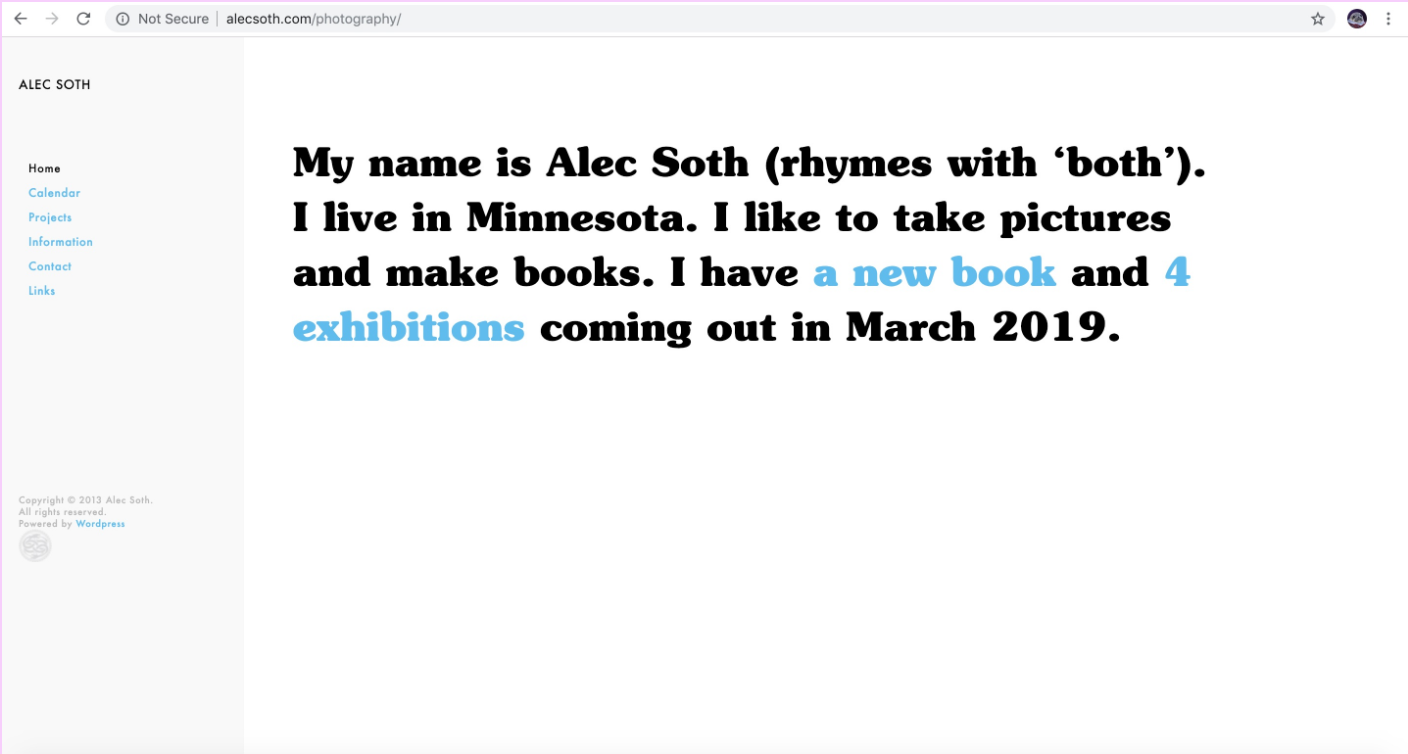 Not Secure
alecsoth.com/photography/
ALEC SOTH
Home
Calendar
Projects
Information
Contact
Links
Copyright © 2013 Alec Soth.
All rights reserved.
Powered by Wordpress
My name is Alec Soth (rhymes with ‘both’).
I live in Minnesota. I like to take pictures
and make books. I have a new book and 4
exhibitions coming out in March 2019.